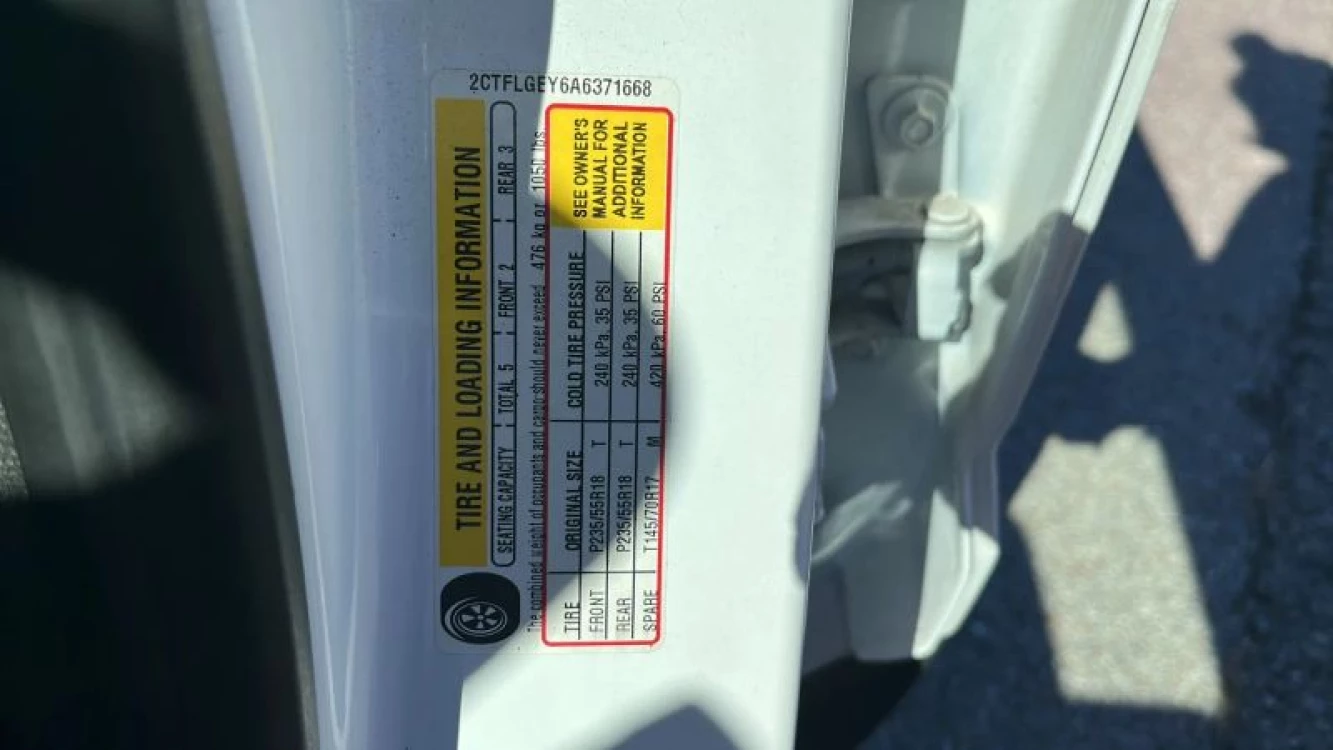 2CTFLGEY6A6371668
TIRE AND LOADING INFORMATION
SEATING CAPACITY TOTAL 5 FRONT 2 REAR 3
The combined weight of occupants and cargo should never exceed 476 kg or 1050 lbs.
TIRE ORIGINAL SIZE COLD TIRE PRESSURE
FRONT P235/55R18 T 240 kPa, 35 PSI
REAR P235/55R18 T 240 kPa, 35 PSI
SPARE T145/70R17 M 420 kPa, 60 PSI
SEE OWNER'S
MANUAL FOR
ADDITIONAL
INFORMATION